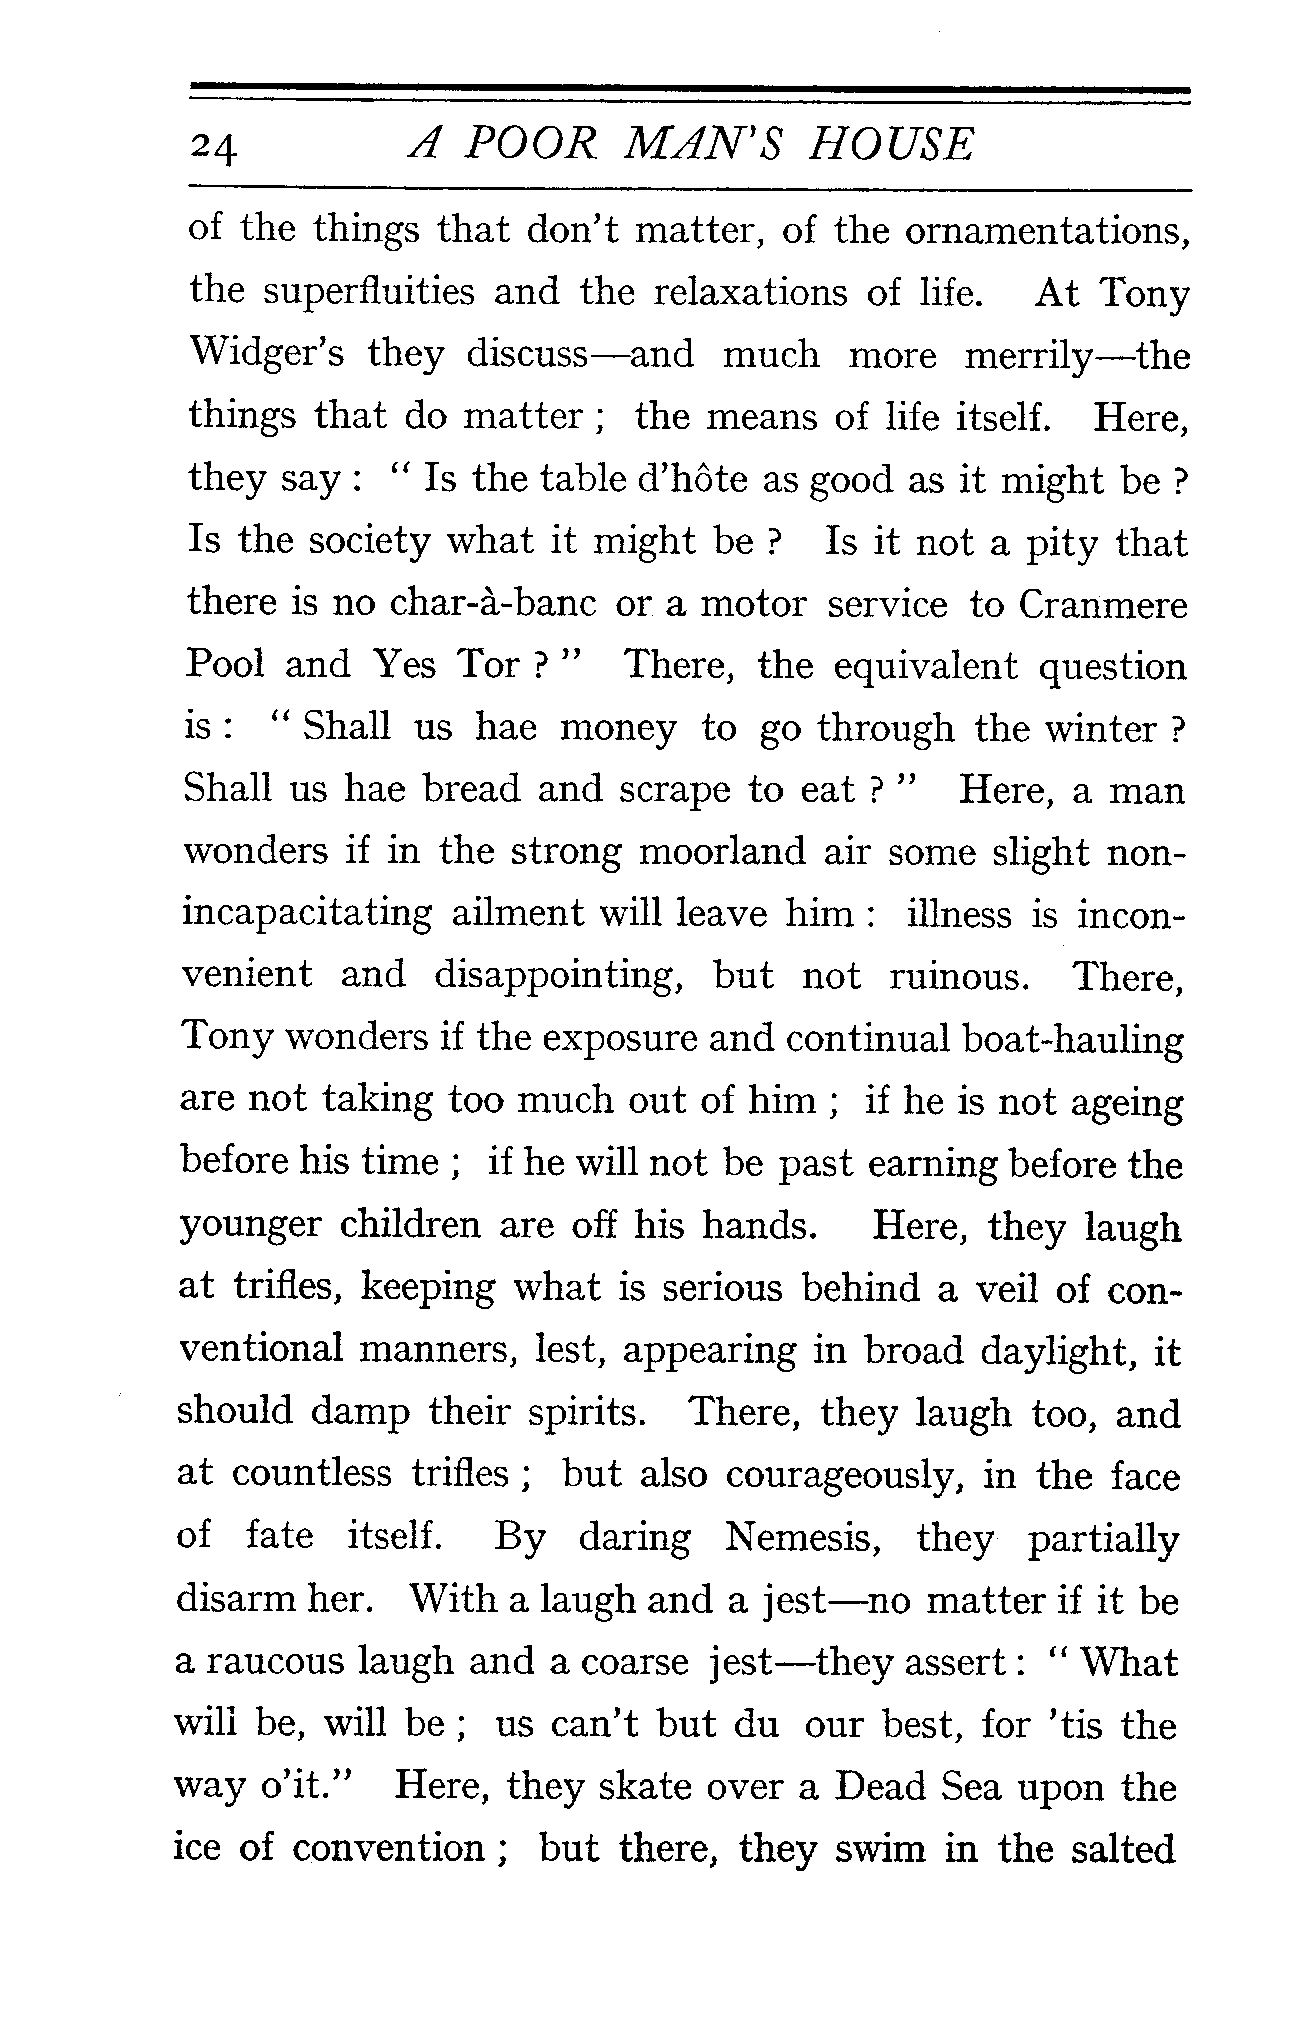 24 A POOR MAN'S HOUSE
of the things that don't matter, of the ornamentations,
the superfluities and the relaxations of life. At Tony
Widger's they discuss—and much more merrily—the
things that do matter ; the means of life itself. Here,
they say : " Is the table d'hôte as good as it might be ?
Is the society what it might be ? Is it not a pity that
there is no char-à-banc or a motor service to Cranmere
Pool and Yes Tor ? " There, the equivalent question
is : " Shall us hae money to go through the winter ?
Shall us hae bread and scrape to eat ? " Here, a man
wonders if in the strong moorland air some slight non-
incapacitating ailment will leave him : illness is incon-
venient and disappointing, but not ruinous. There,
Tony wonders if the exposure and continual boat-hauling
are not taking too much out of him ; if he is not ageing
before his time ; if he will not be past earning before the
younger children are off his hands. Here, they laugh
at trifles, keeping what is serious behind a veil of con-
ventional manners, lest, appearing in broad daylight, it
should damp their spirits. There, they laugh too, and
at countless trifles ; but also courageously, in the face
of fate itself. By daring Nemesis, they partially
disarm her. With a laugh and a jest—no matter if it be
a raucous laugh and a coarse jest—they assert : " What
will be, will be ; us can't but du our best, for 'tis the
way o'it." Here, they skate over a Dead Sea upon the
ice of convention ; but there, they swim in the salted